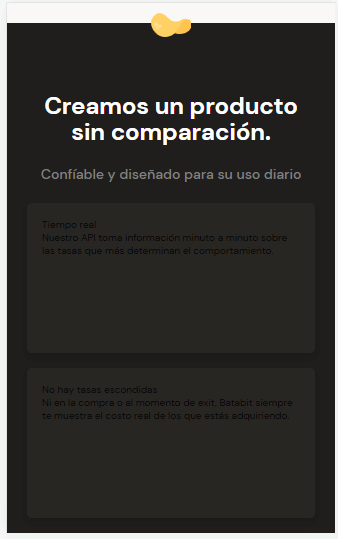 Creamos un producto
sin comparación.
Confíable y diseñado para su uso diario
Tiempo real
Nuestro API toma información minuto a minuto sobre
las tasas que más determinan el comportamiento.
No hay tasas escondidas
Ni en la compra o al momento de exit, Batabit siempre
te muestra el costo real de los que estás adquiriendo.